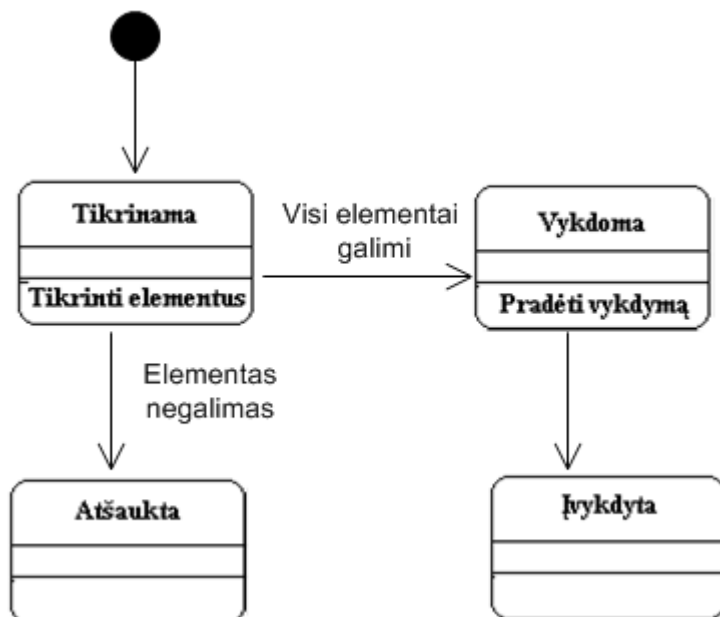 Tikrinama
Tikrinti elementus
Visi elementai
galimi
Vykdoma
Pradėti vykdymą
Elementas
negalimas
Atšaukta
Įvykdyta